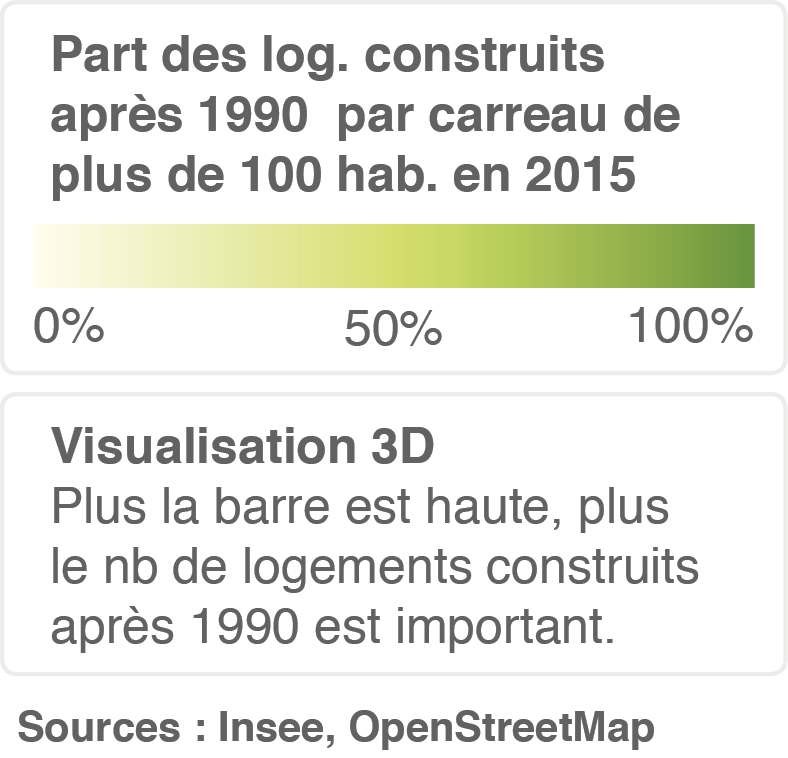 Part des log. construits
après 1990  par carreau de
plus de 100 hab. en 2015
0% 50% 100%
Visualisation 3D
Plus la barre est haute, plus
le nb de logements construits
après 1990 est important.
Sources : Insee, OpenStreetMap